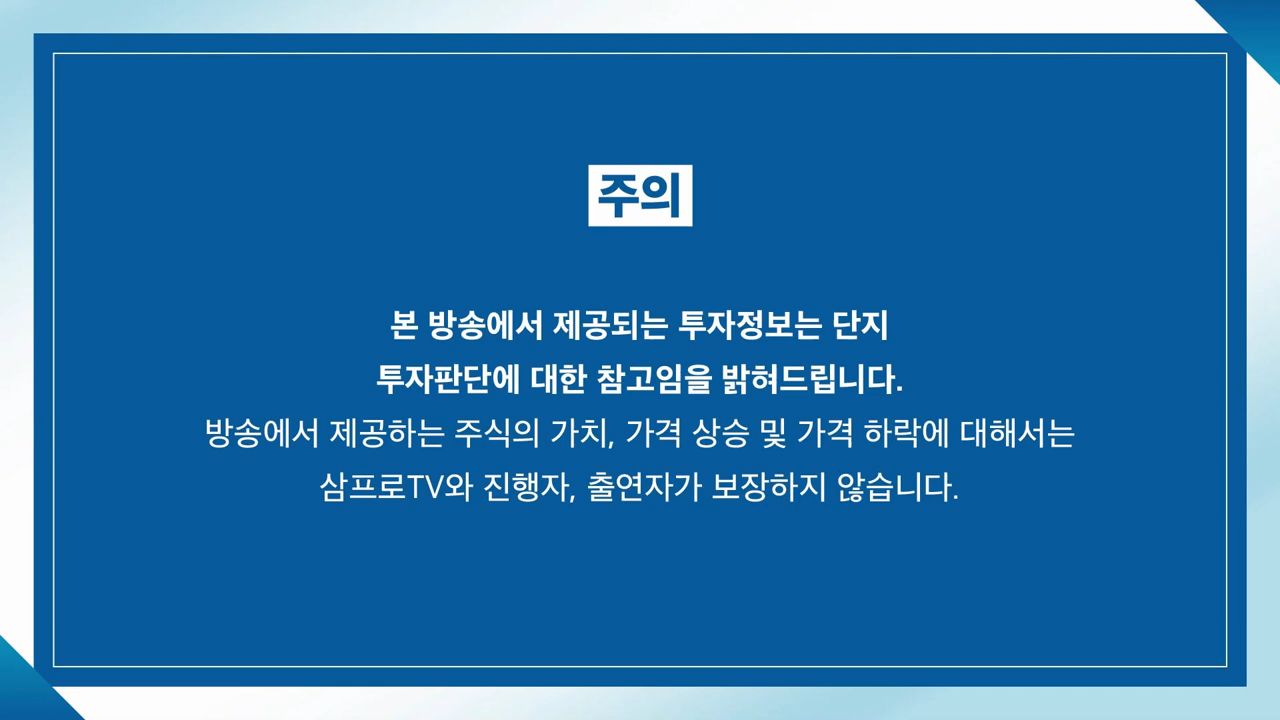 주의
본 방송에서 제공되는 투자정보는 단지
투자판단에 대한 참고임을 밝혀드립니다.
방송에서 제공하는 주식의 가치, 가격 상승 및 가격 하락에 대해서는
삼프로TV와 진행자, 출연자가 보장하지 않습니다.